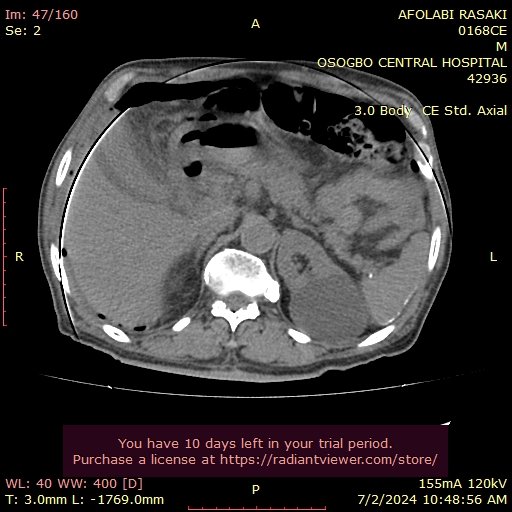 Im: 47/160
Se: 2
A
AFOLABI RASAKI
0168CE
M
OSOGBO CENTRAL HOSPITAL
42936
3.0 Body CE Std. Axial
R
L
You have 10 days left in your trial period.
Purchase a license at https://radiantviewer.com/store/
WL: 40 WW: 400 [D]
T: 3.0mm L: -1769.0mm
P
155mA 120kV
7/2/2024 10:48:56 AM